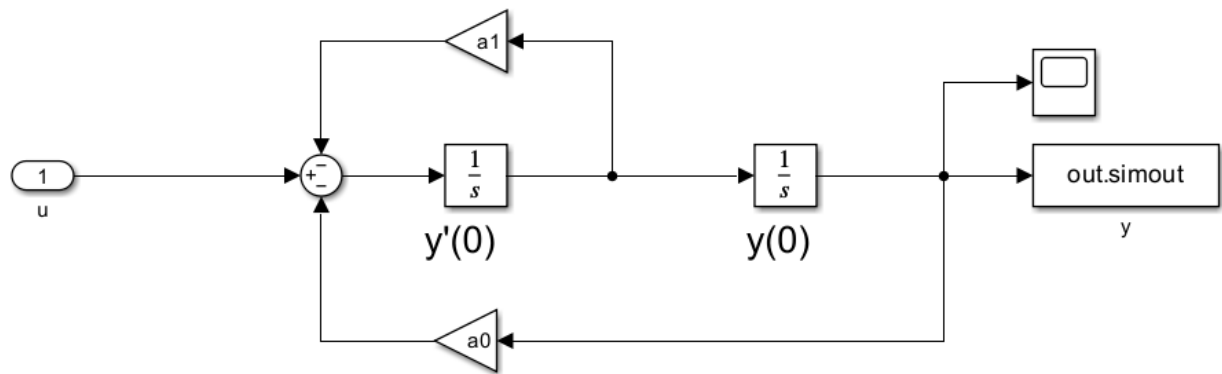 a1
1
u
−
+
−
1
s
y'(0)
1
s
y(0)
out.simout
y
a0